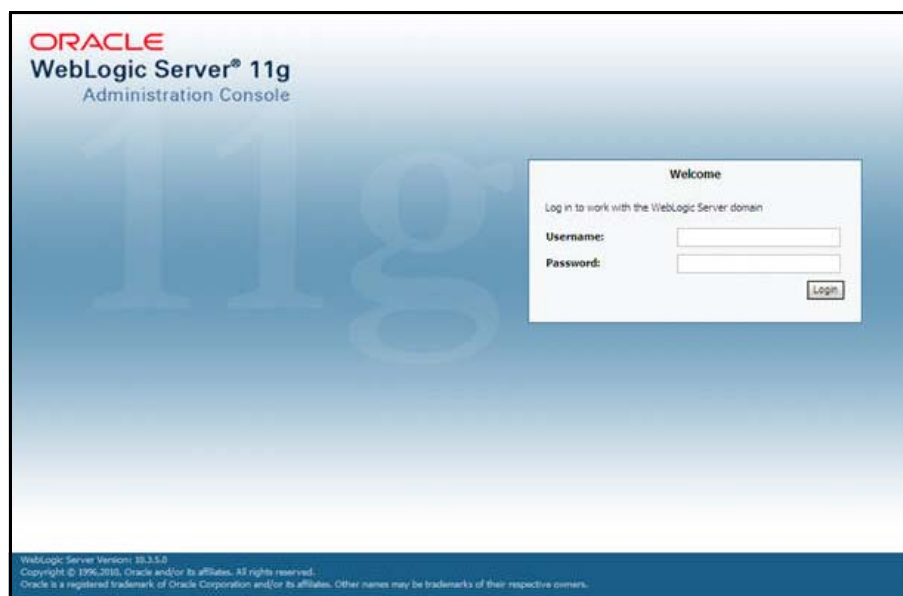 ORACLE
WebLogic Server® 11g
Administration Console
11g
Welcome
Log in to work with the WebLogic Server domain
Username:
Password:
Login
WebLogic Server Version: 10.3.5.0
Copyright © 1996,2010, Oracle and/or its affiliates. All rights reserved.
Oracle is a registered trademark of Oracle Corporation and/or its affiliates. Other names may be trademarks of their respective owners.